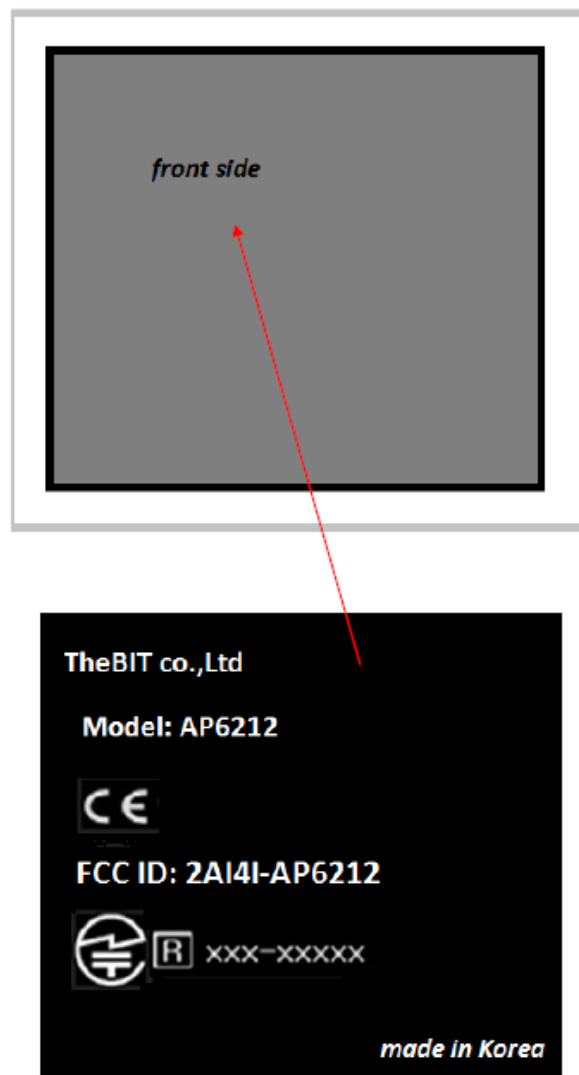 front side
TheBIT co.,Ltd
Model: AP6212
CE
FCC ID: 2AI4I-AP6212
R xxx-xxxxx
made in Korea